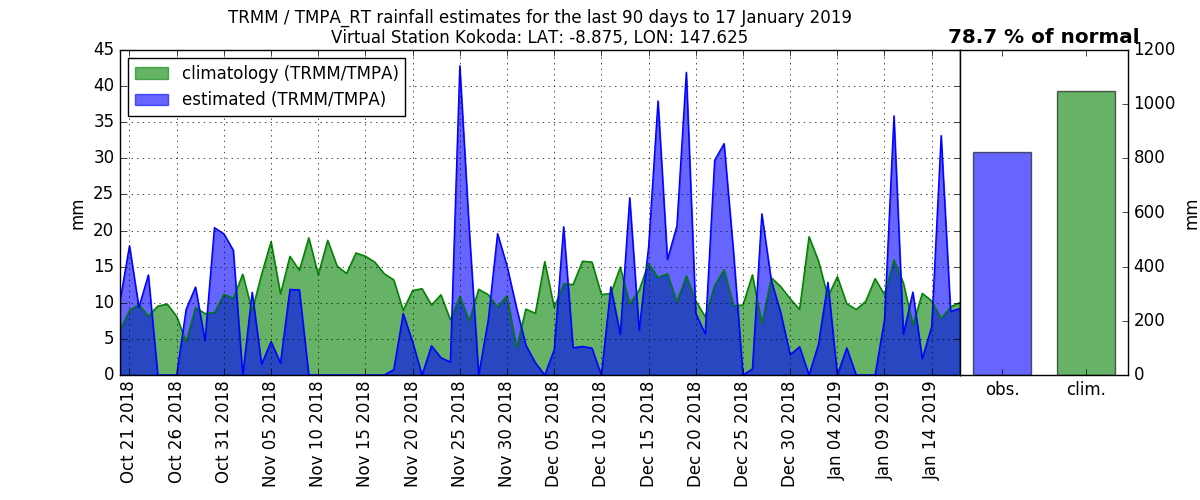 TRMM / TMPA_RT rainfall estimates for the last 90 days to 17 January 2019
Virtual Station Kokoda: LAT: -8.875, LON: 147.625
78.7 % of normal
climatology (TRMM/TMPA)
estimated (TRMM/TMPA)
mm
45
40
35
30
25
20
15
10
5
0
Oct 21 2018
Oct 26 2018
Oct 31 2018
Nov 05 2018
Nov 10 2018
Nov 15 2018
Nov 20 2018
Nov 25 2018
Nov 30 2018
Dec 05 2018
Dec 10 2018
Dec 15 2018
Dec 20 2018
Dec 25 2018
Dec 30 2018
Jan 04 2019
Jan 09 2019
Jan 14 2019
obs.
clim.
1200
1000
800
600
400
200
0
mm